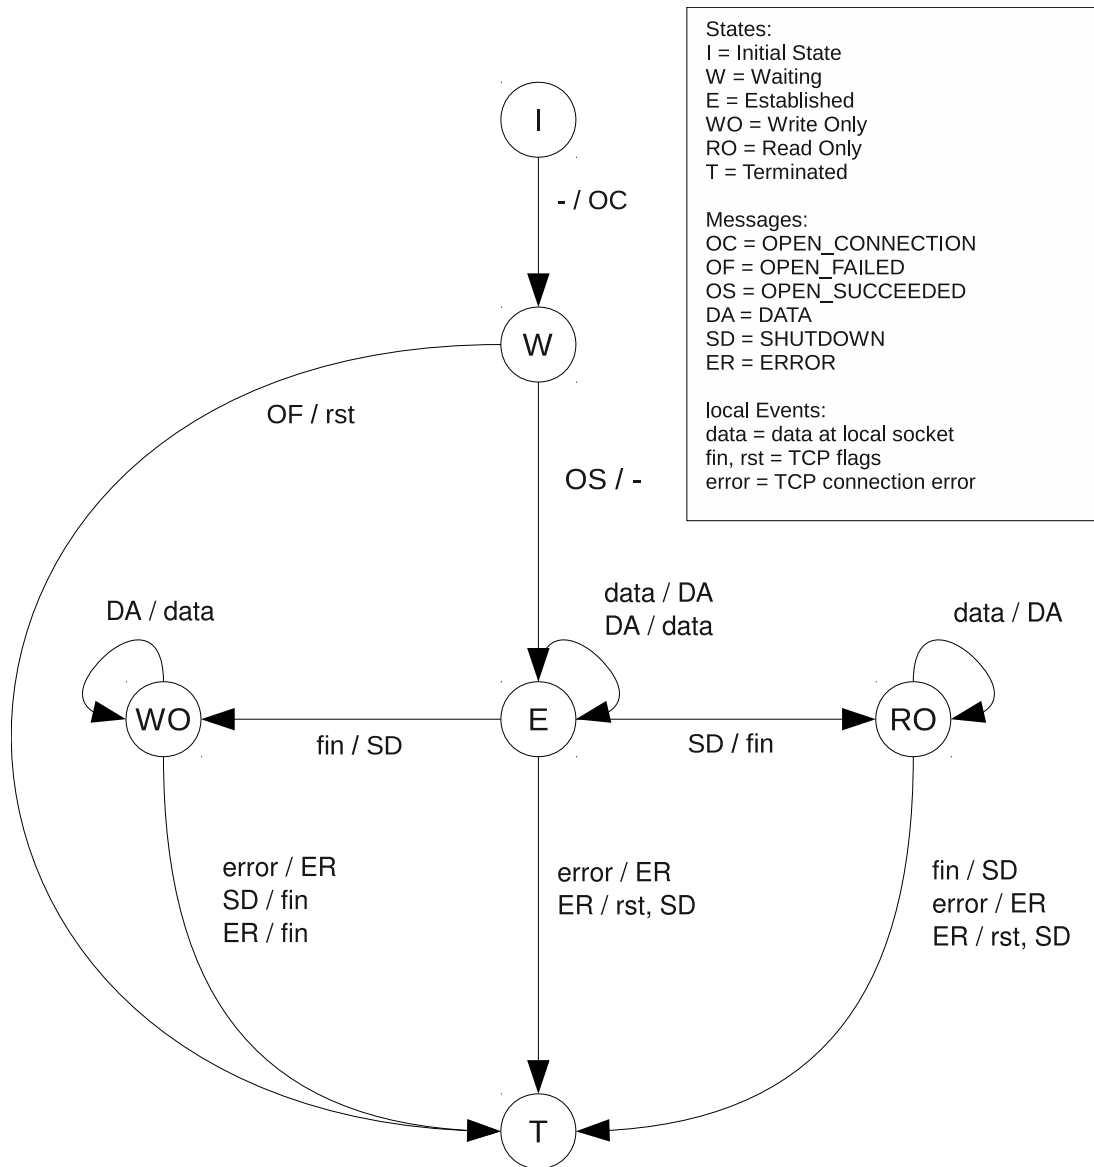 States:
I = Initial State
W = Waiting
E = Established
WO = Write Only
RO = Read Only
T = Terminated
Messages:
OC = OPEN_CONNECTION
OF = OPEN_FAILED
OS = OPEN_SUCCEEDED
DA = DATA
SD = SHUTDOWN
ER = ERROR
local Events:
data = data at local socket
fin, rst = TCP flags
error = TCP connection error
I
- / OC
W
OF / rst
OS / -
DA / data
data / DA
DA / data
data / DA
WO
E
RO
fin / SD
SD / fin
error / ER
SD / fin
ER / fin
error / ER
ER / rst, SD
fin / SD
error / ER
ER / rst, SD
T